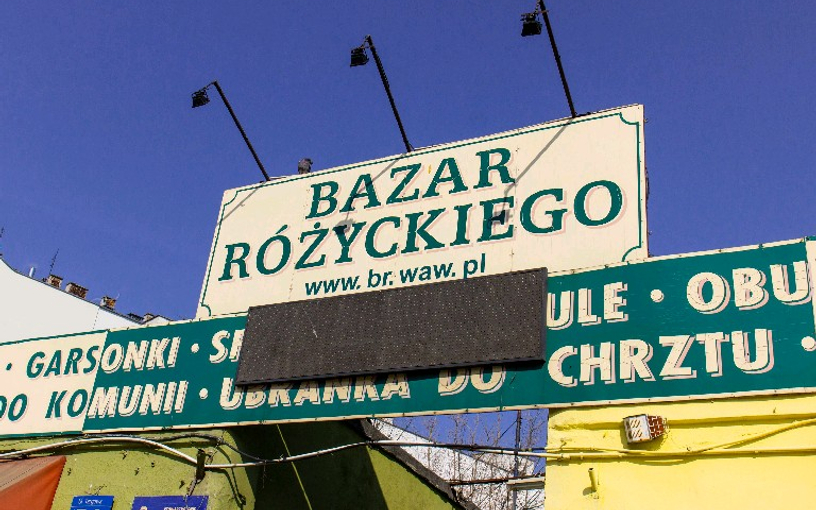 BAZAR
RÓŻYCKIEGO
www.br.waw.pl
• GARSONKI • ULE • OBU
DO KOMUNII • UBRANKA DO CHRZTU •